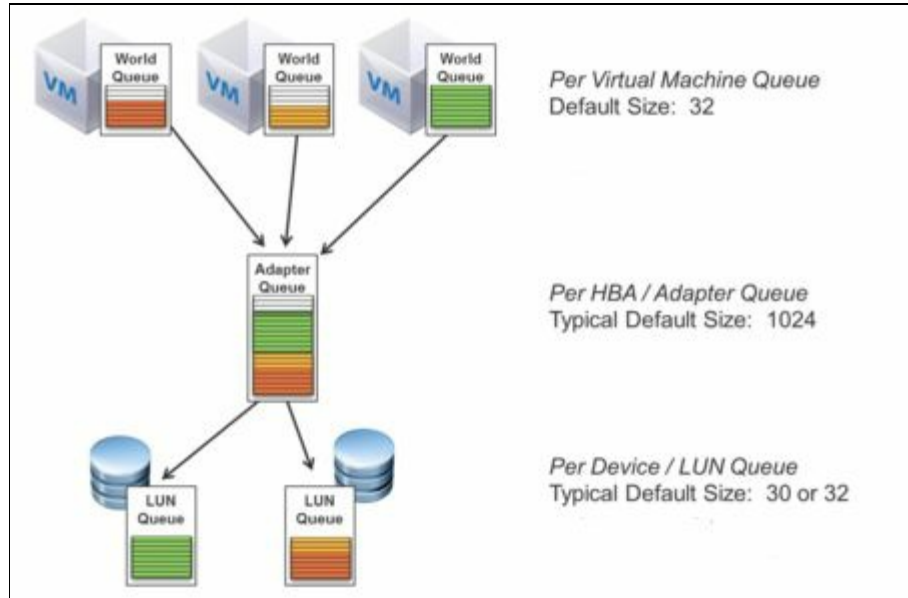 VM
World
Queue
VM
World
Queue
VM
World
Queue
Per Virtual Machine Queue
Default Size: 32
Adapter
Queue
Per HBA / Adapter Queue
Typical Default Size: 1024
LUN
Queue
LUN
Queue
Per Device / LUN Queue
Typical Default Size: 30 or 32